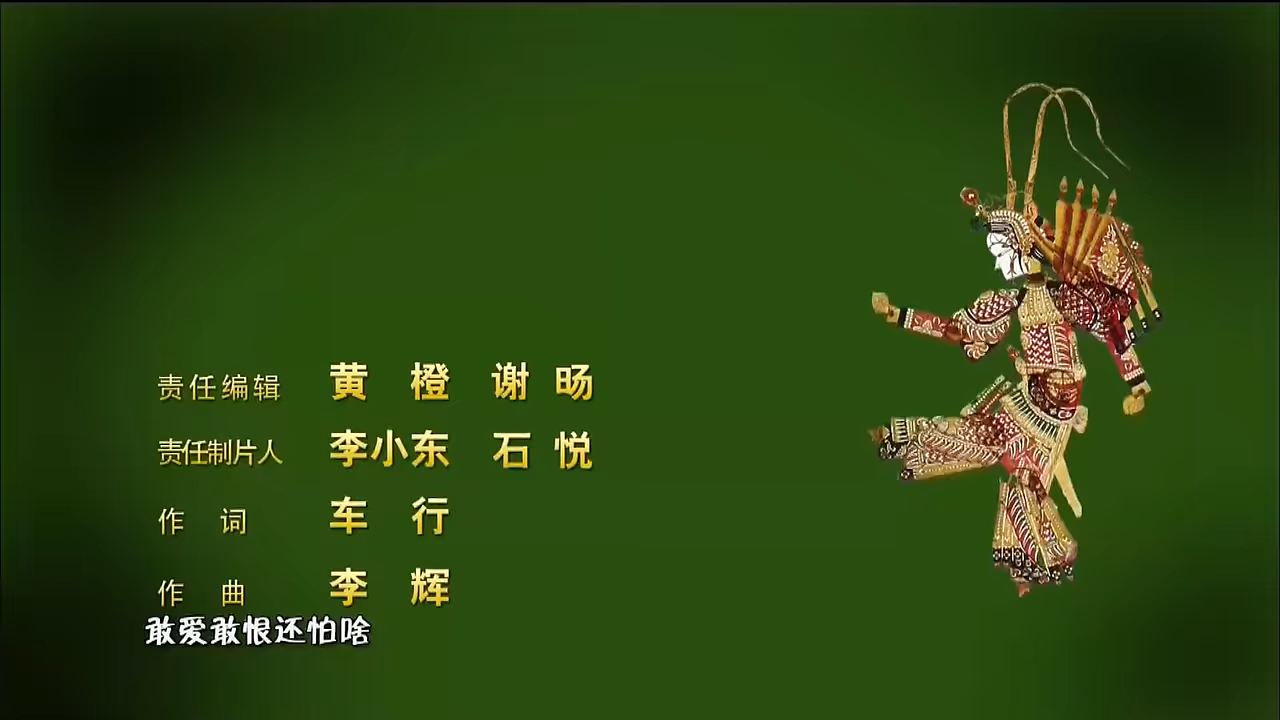 责任编辑 黄 橙 谢 旸
责任制片人 李小东 石 悦
作 词 车 行
作 曲 李 辉
敢爱敢恨还怕啥